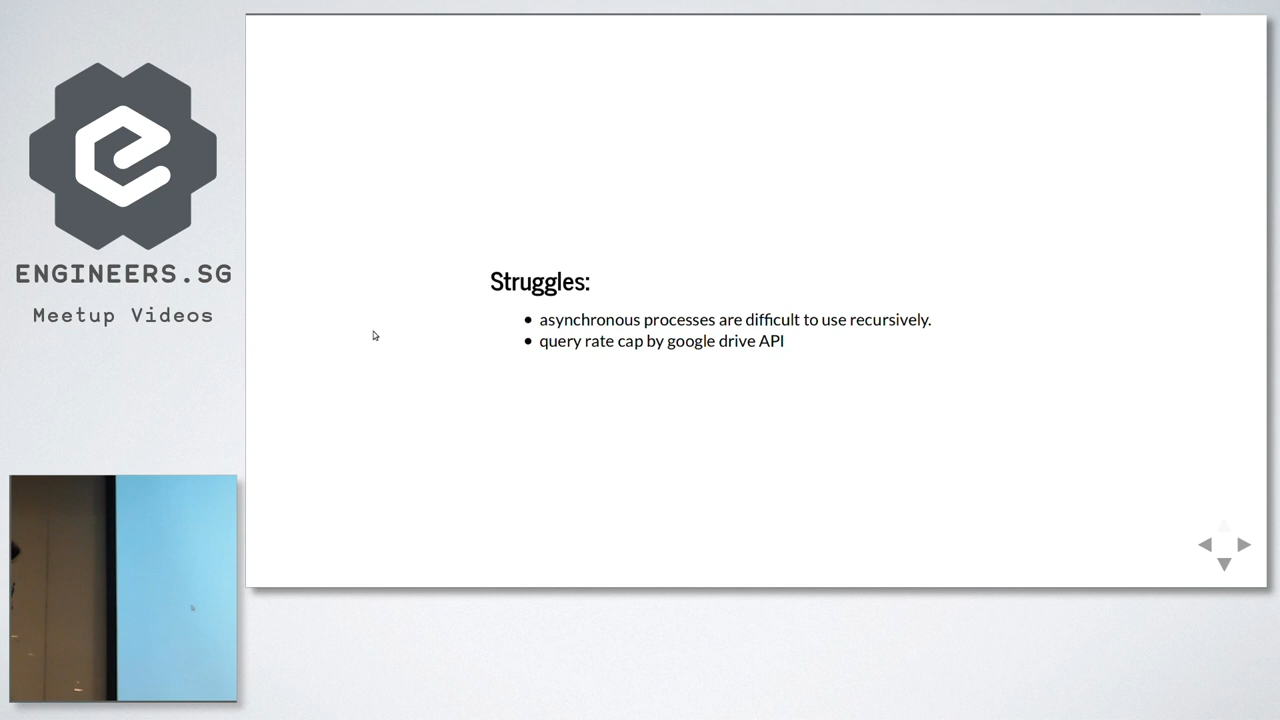 ENGINEERS.SG
Meetup Videos
Struggles:
asynchronous processes are difficult to use recursively.
query rate cap by google drive API